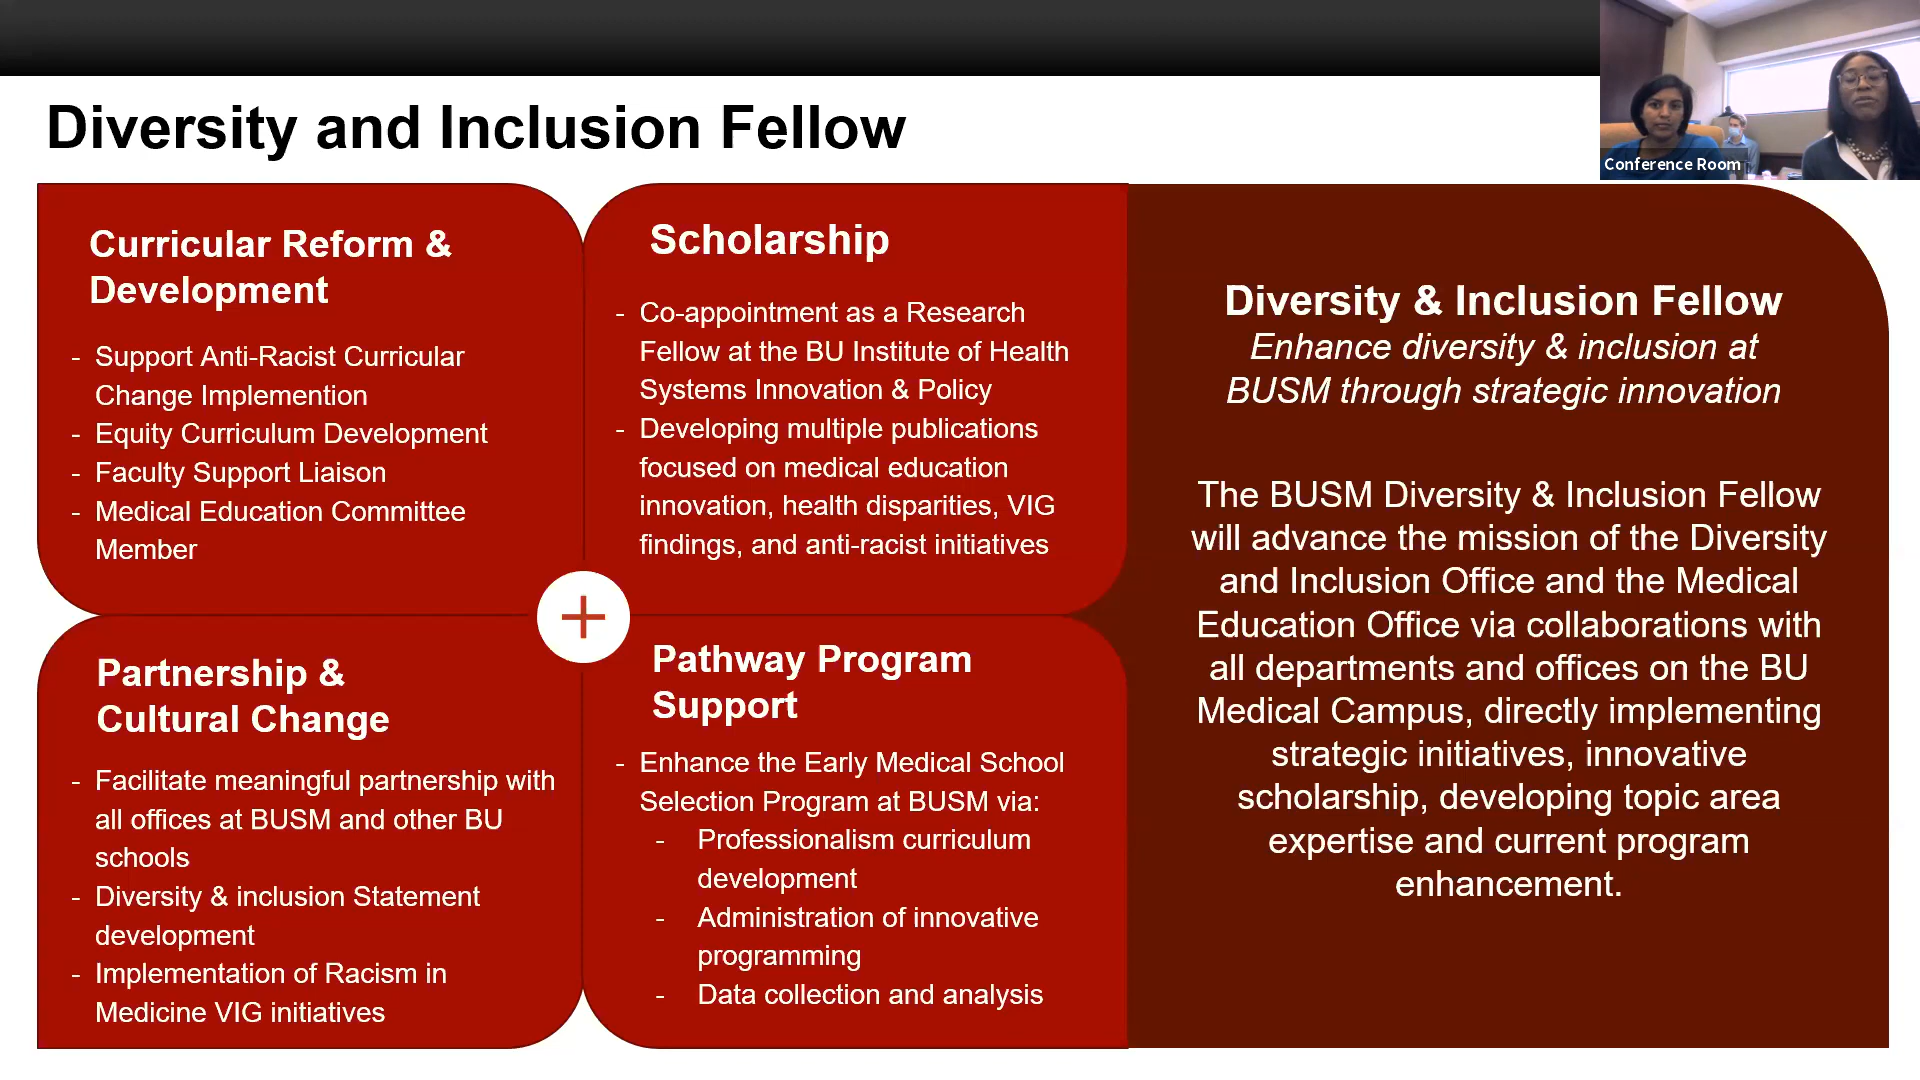 Diversity and Inclusion Fellow
Conference Room
Curricular Reform &
Development
- Support Anti-Racist Curricular
Change Implemention
- Equity Curriculum Development
- Faculty Support Liaison
- Medical Education Committee
Member
Scholarship
- Co-appointment as a Research
Fellow at the BU Institute of Health
Systems Innovation & Policy
- Developing multiple publications
focused on medical education
innovation, health disparities, VIG
findings, and anti-racist initiatives
Partnership &
Cultural Change
- Facilitate meaningful partnership with
all offices at BUSM and other BU
schools
- Diversity & inclusion Statement
development
- Implementation of Racism in
Medicine VIG initiatives
Pathway Program
Support
- Enhance the Early Medical School
Selection Program at BUSM via:
- Professionalism curriculum
development
- Administration of innovative
programming
- Data collection and analysis
Diversity & Inclusion Fellow
Enhance diversity & inclusion at
BUSM through strategic innovation
The BUSM Diversity & Inclusion Fellow
will advance the mission of the Diversity
and Inclusion Office and the Medical
Education Office via collaborations with
all departments and offices on the BU
Medical Campus, directly implementing
strategic initiatives, innovative
scholarship, developing topic area
expertise and current program
enhancement.